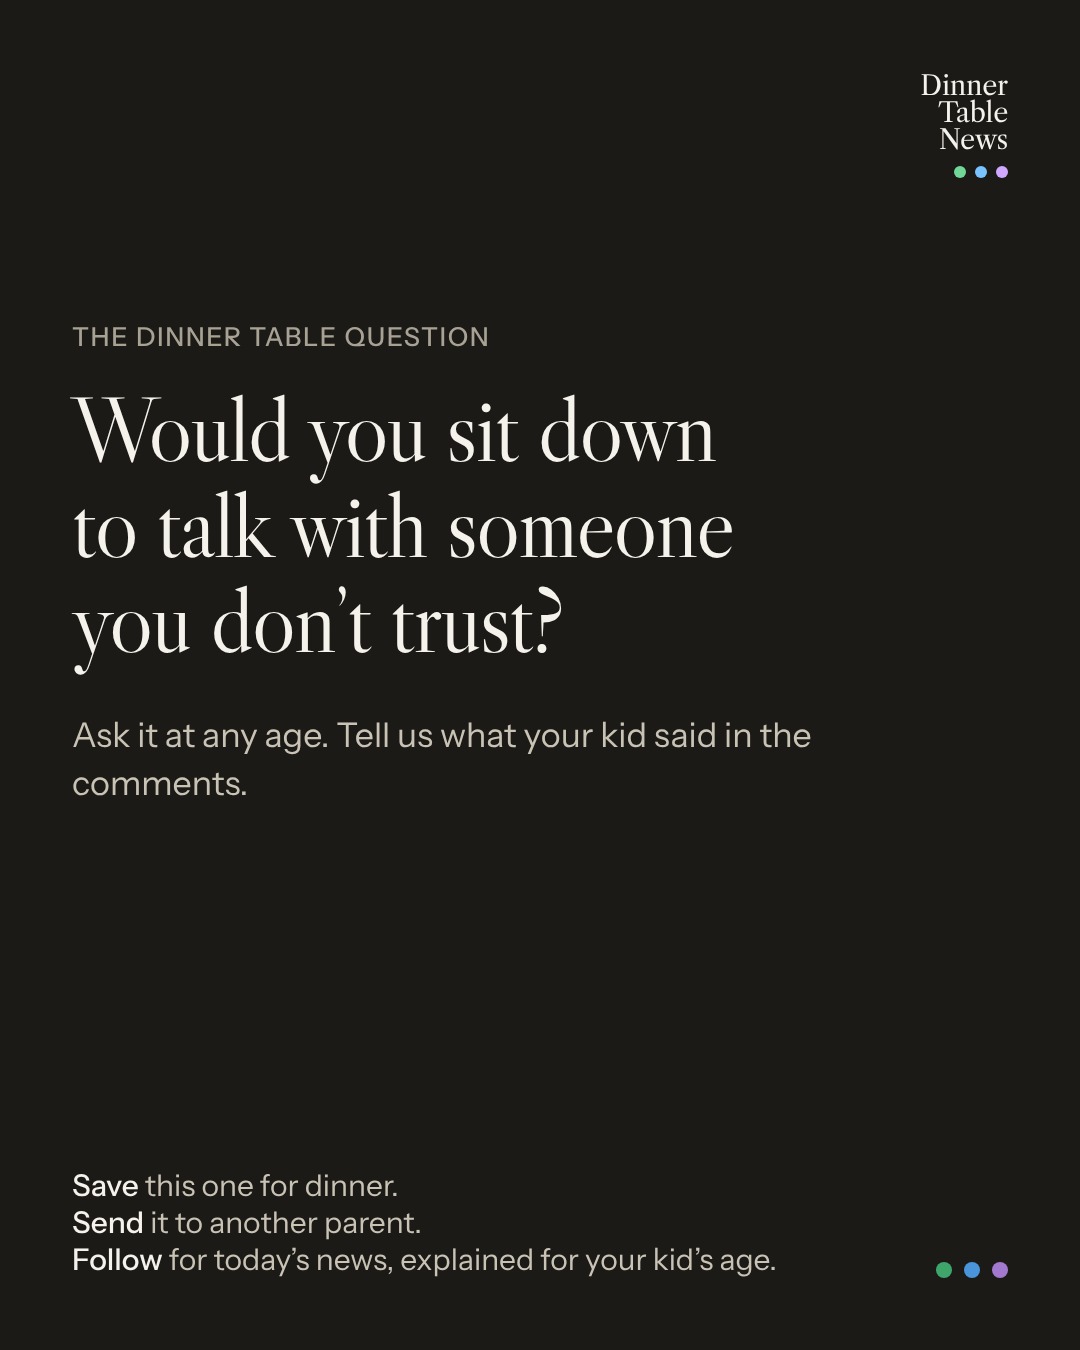 Dinner
Table
News
THE DINNER TABLE QUESTION
Would you sit down
to talk with someone
you don’t trust?
Ask it at any age. Tell us what your kid said in the
comments.
Save this one for dinner.
Send it to another parent.
Follow for today’s news, explained for your kid’s age.